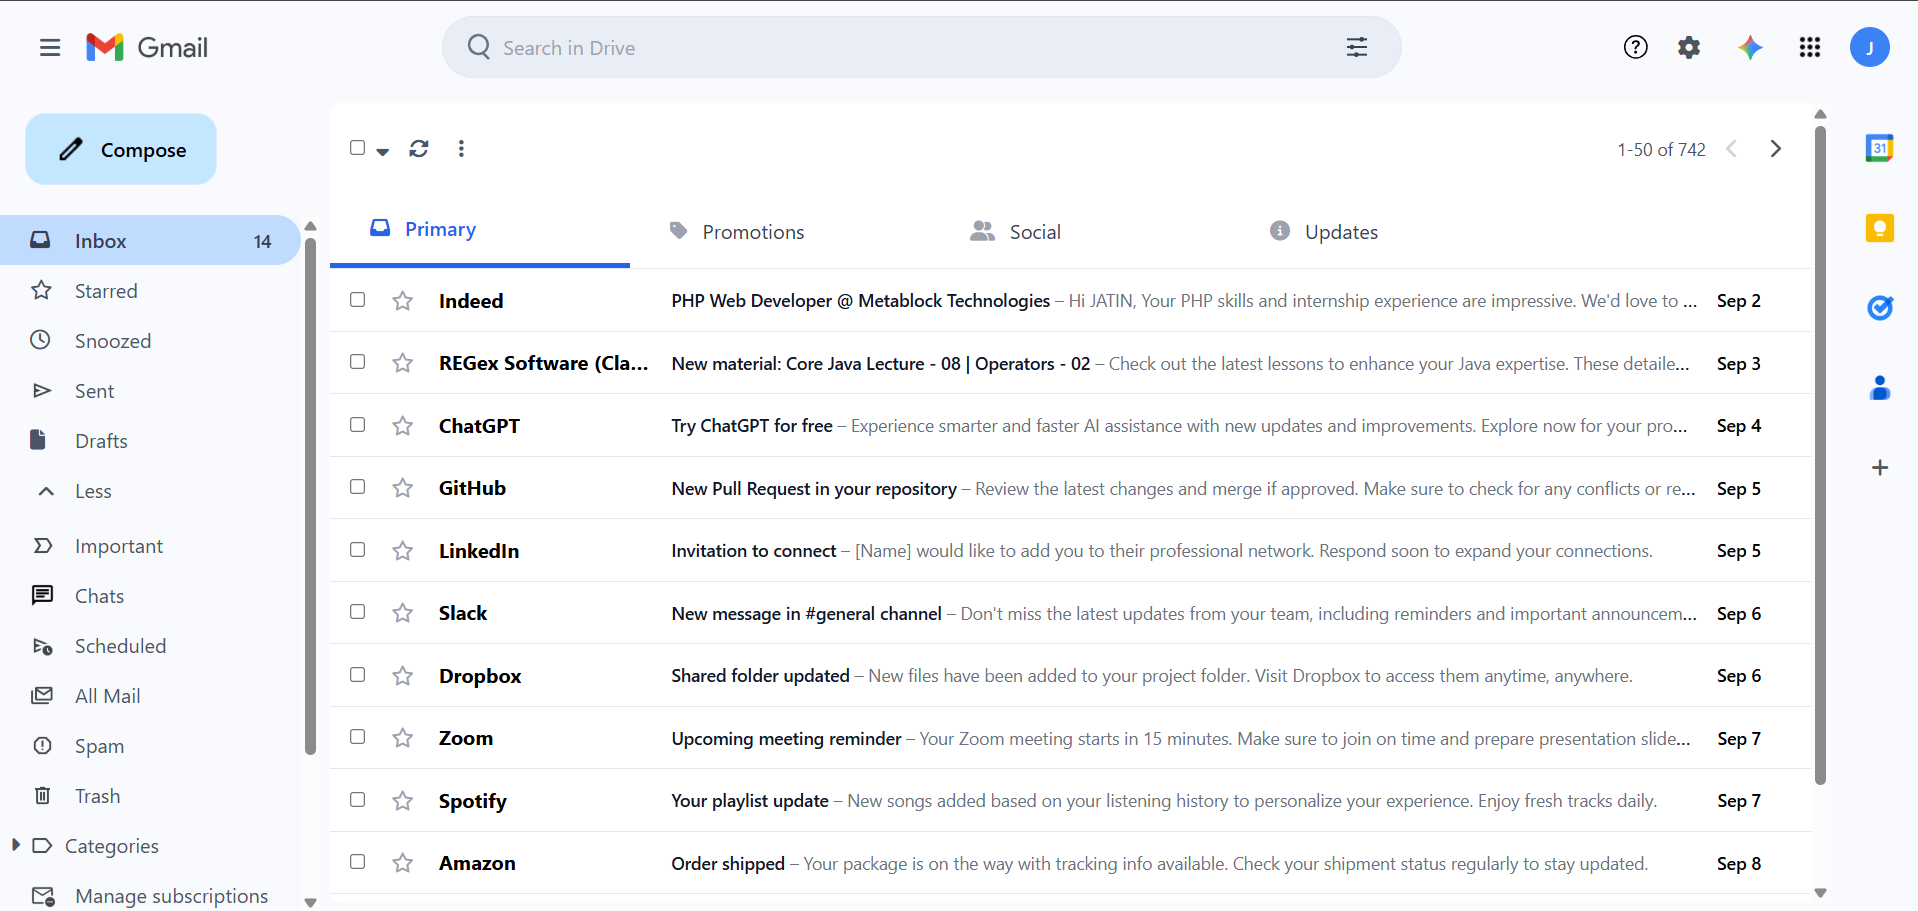 Gmail
Search in Drive
J
Compose
1-50 of 742
31
Inbox 14
Starred
Snoozed
Sent
Drafts
Less
Important
Chats
Scheduled
All Mail
Spam
Trash
Categories
Manage subscriptions
Primary
Promotions
Social
Updates
Indeed PHP Web Developer @ Metablock Technologies – Hi JATIN, Your PHP skills and internship experience are impressive. We'd love to ... Sep 2
REGex Software (Cla... New material: Core Java Lecture - 08 | Operators - 02 – Check out the latest lessons to enhance your Java expertise. These detaile... Sep 3
ChatGPT Try ChatGPT for free – Experience smarter and faster AI assistance with new updates and improvements. Explore now for your pro... Sep 4
GitHub New Pull Request in your repository – Review the latest changes and merge if approved. Make sure to check for any conflicts or re... Sep 5
LinkedIn Invitation to connect – [Name] would like to add you to their professional network. Respond soon to expand your connections. Sep 5
Slack New message in #general channel – Don't miss the latest updates from your team, including reminders and important announcem... Sep 6
Dropbox Shared folder updated – New files have been added to your project folder. Visit Dropbox to access them anytime, anywhere. Sep 6
Zoom Upcoming meeting reminder – Your Zoom meeting starts in 15 minutes. Make sure to join on time and prepare presentation slide... Sep 7
Spotify Your playlist update – New songs added based on your listening history to personalize your experience. Enjoy fresh tracks daily. Sep 7
Amazon Order shipped – Your package is on the way with tracking info available. Check your shipment status regularly to stay updated. Sep 8